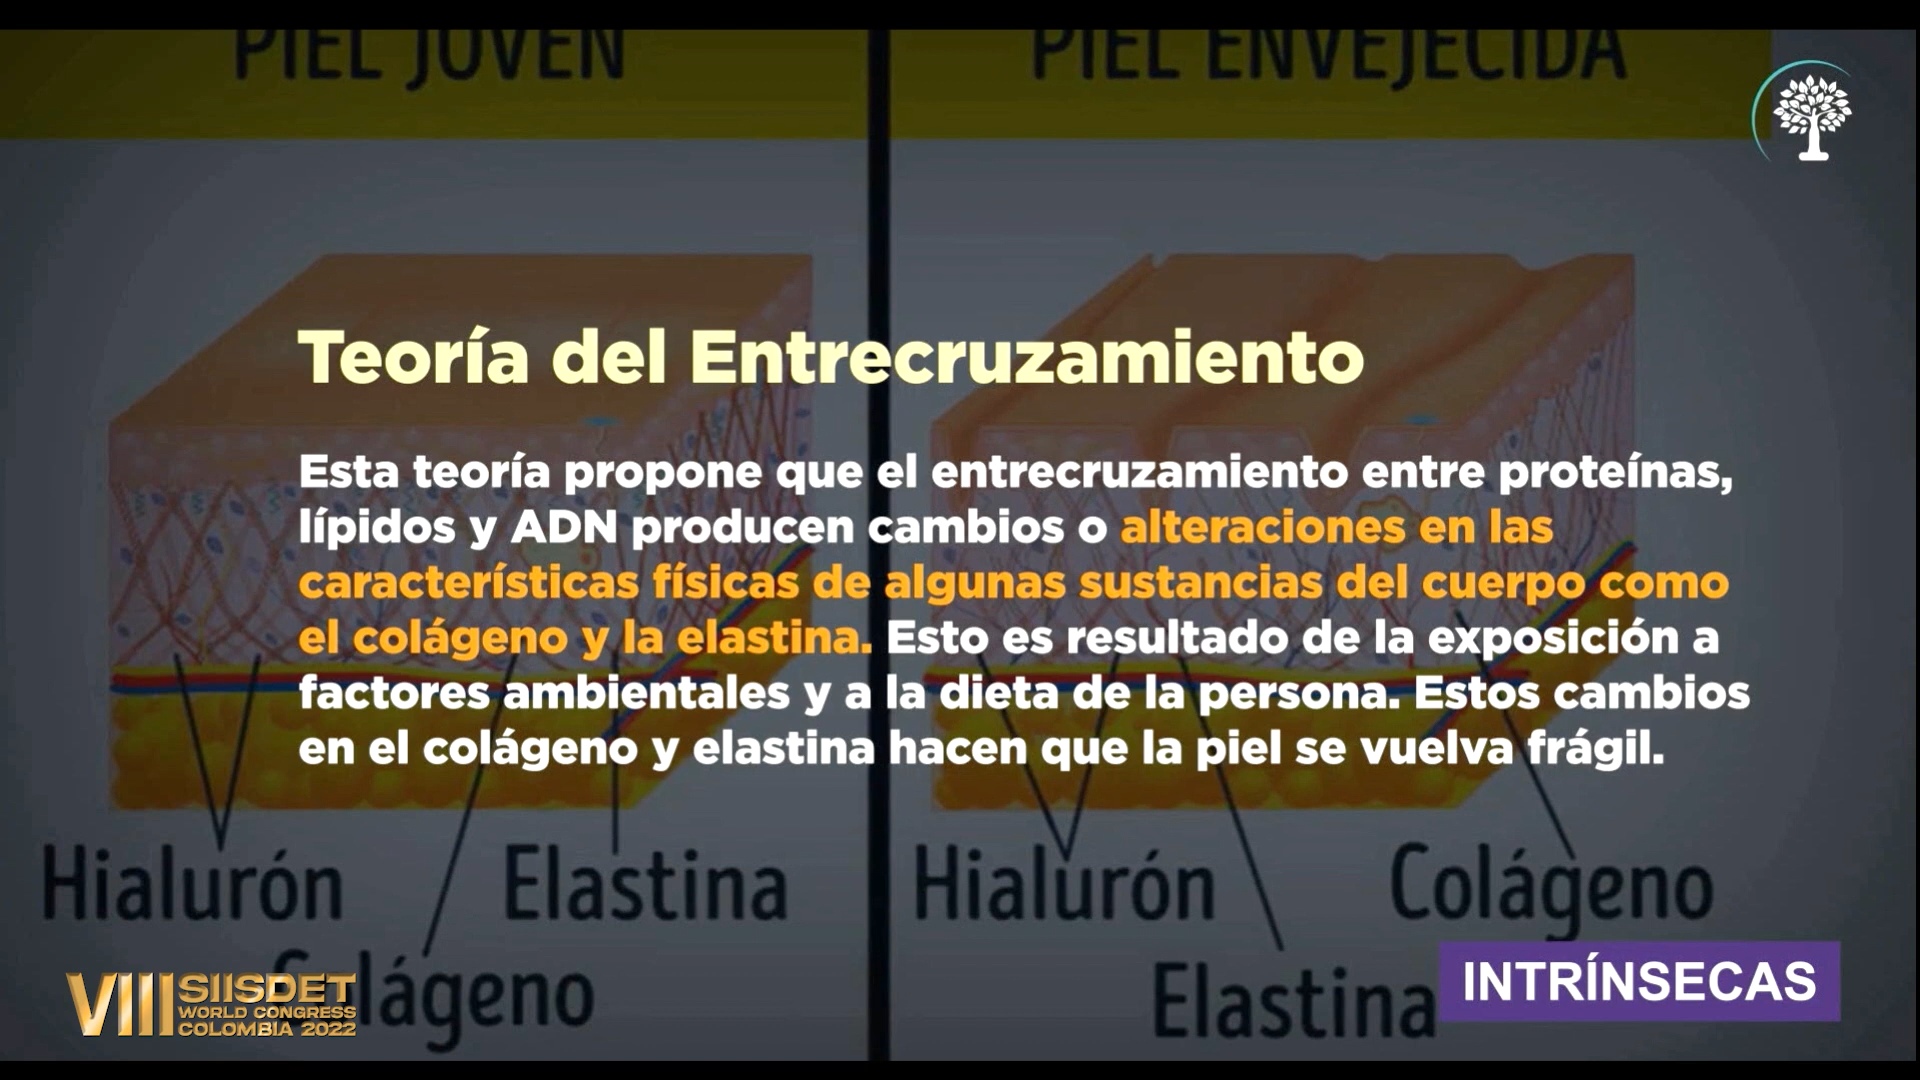 PIEL JOVEN
PIEL ENVEJECIDA
Teoría del Entrecruzamiento
Esta teoría propone que el entrecruzamiento entre proteínas,
lípidos y ADN producen cambios o alteraciones en las
características físicas de algunas sustancias del cuerpo como
el colágeno y la elastina. Esto es resultado de la exposición a
factores ambientales y a la dieta de la persona. Estos cambios
en el colágeno y elastina hacen que la piel se vuelva frágil.
Hialurón
Elastina
Colágeno
Hialurón
Colágeno
Elastina
INTRÍNSECAS
VIII SIISDET
WORLD CONGRESS
COLOMBIA 2022